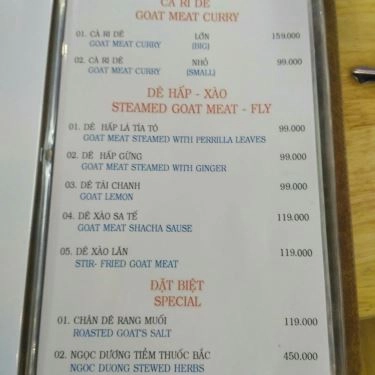 CÀ RI DÊ
GOAT MEAT CURRY
01. CÀ RI DÊ LỚN 159.000
GOAT MEAT CURRY (BIG)
02. CÀ RI DÊ NHỎ 99.000
GOAT MEAT CURRY (SMALL)
DÊ HẤP - XÀO
STEAMED GOAT MEAT - FLY
01. DÊ HẤP LÁ TÍA TÔ 99.000
GOAT MEAT STEAMED WITH PERRILLA LEAVES
02. DÊ HẤP GỪNG 99.000
GOAT MEAT STEAMED WITH GINGER
03. DÊ TÁI CHANH 99.000
GOAT LEMON
04. DÊ XÀO SA TẾ 119.000
GOAT MEAT SHACHA SAUSE
05. DÊ XÀO LĂN 119.000
STIR- FRIED GOAT MEAT
ĐẶT BIỆT
SPECIAL
01. CHÂN DÊ RANG MUỐI 119.000
ROASTED GOAT'S SALT
02. NGỌC DƯƠNG TIỀM THUỐC BẮC 450.000
NGOC DUONG STEWED HERBS